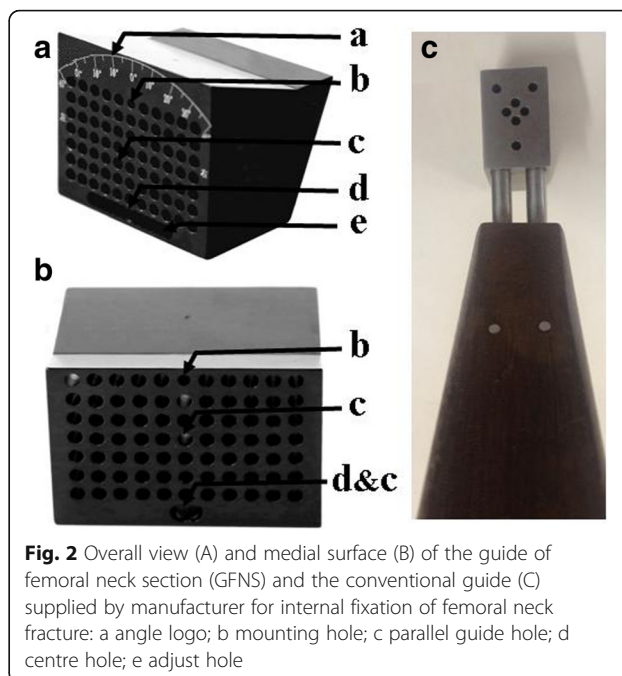 a
a
b
c
d
e
b
b
c
d&c
c
Fig. 2 Overall view (A) and medial surface (B) of the guide of
femoral neck section (GFNS) and the conventional guide (C)
supplied by manufacturer for internal fixation of femoral neck
fracture: a angle logo; b mounting hole; c parallel guide hole; d
centre hole; e adjust hole